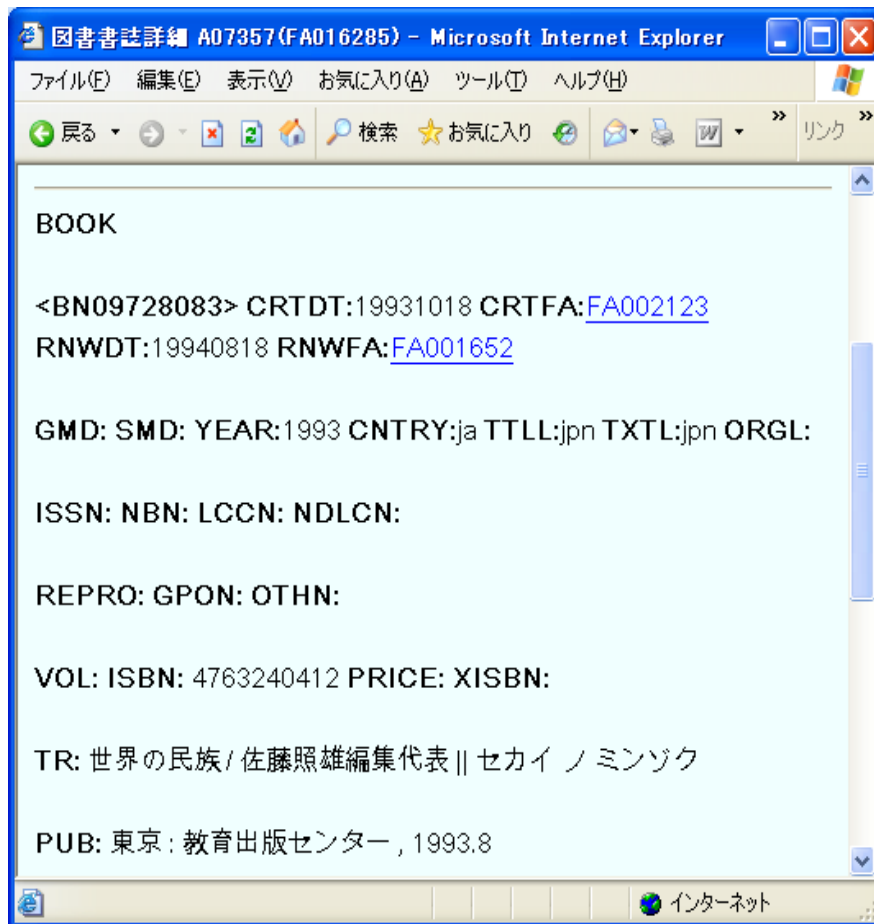 図書書誌詳細 A07357(FA016285) - Microsoft Internet Explorer
ファイル(F) 編集(E) 表示(V) お気に入り(A) ツール(T) ヘルプ(H)
戻る 検索 お気に入り W » リンク »
BOOK
<BN09728083> CRTDT:19931018 CRTFA:FA002123
RNWDT:19940818 RNWFA:FA001652
GMD: SMD: YEAR:1993 CNTRY:ja TTLL:jpn TXTL:jpn ORGL:
ISSN: NBN: LCCN: NDLCN:
REPRO: GPON: OTHN:
VOL: ISBN: 4763240412 PRICE: XISBN:
TR: 世界の民族 / 佐藤照雄編集代表 || セカイ ノ ミンゾク
PUB: 東京 : 教育出版センター , 1993.8
インターネット